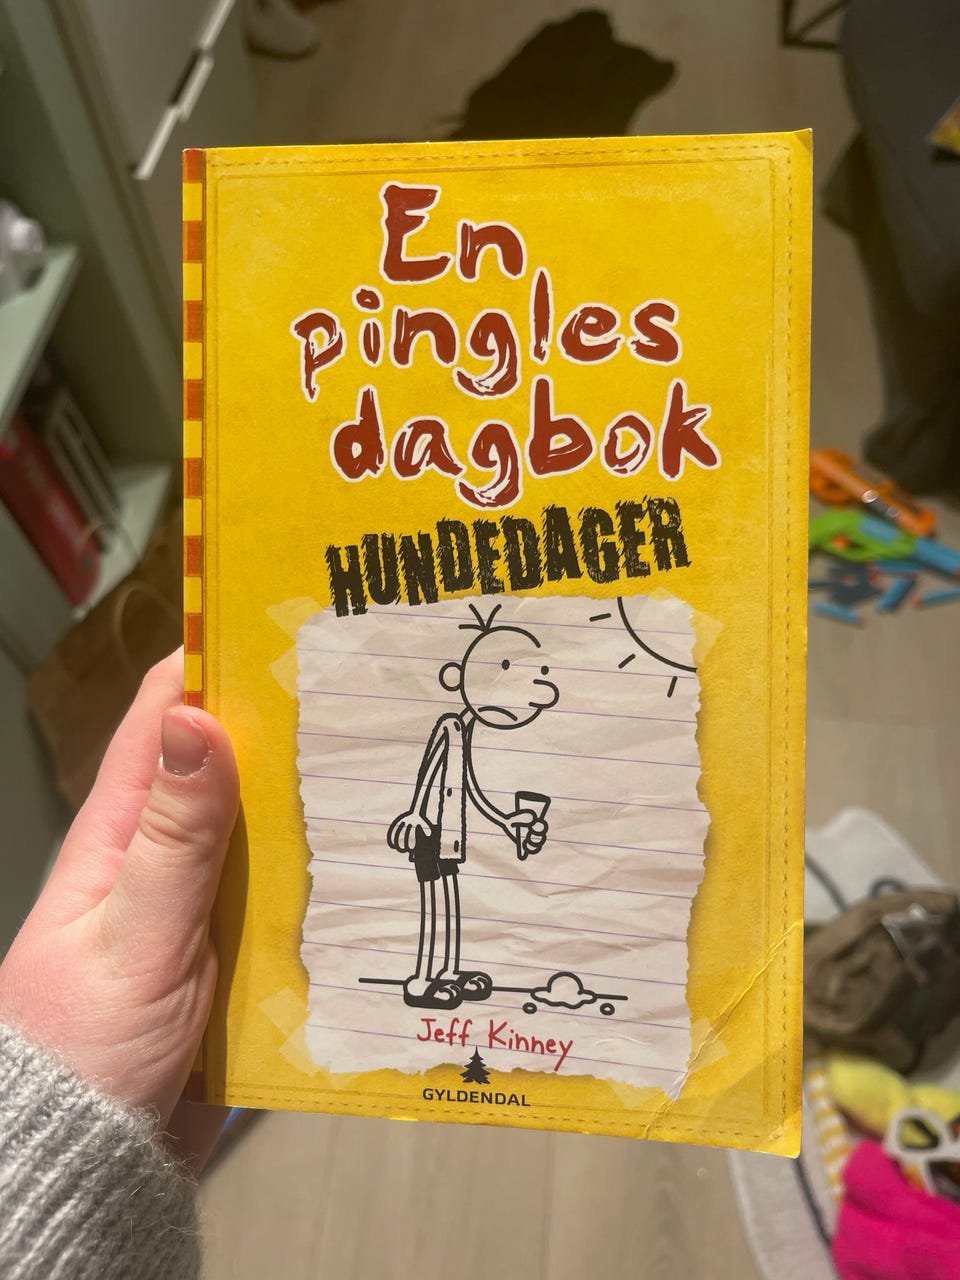 En
pingles
dagbok
HUNDEDAGER
Jeff Kinney
GYLDENDAL